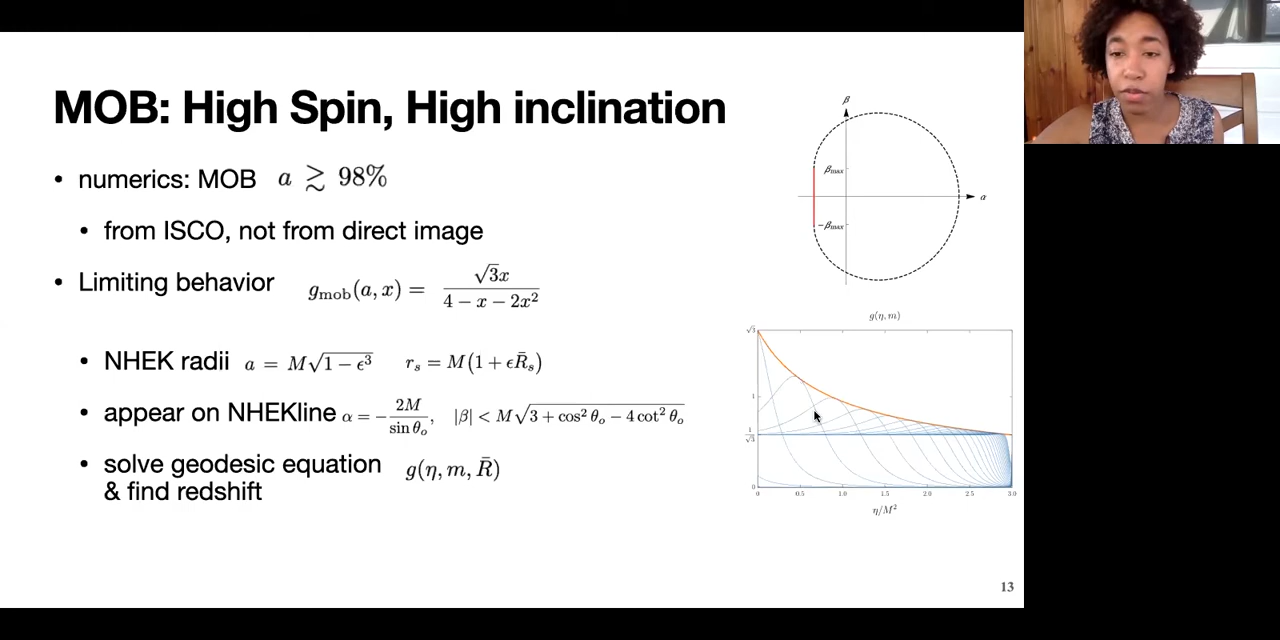 MOB: High Spin, High inclination
• numerics: MOB a ≳ 98%
• from ISCO, not from direct image
• Limiting behavior g_mob(a, x) = √3x / (4 − x − 2x²)
• NHEK radii a = M√(1 − ϵ³) r_s = M(1 + ϵR̄_s)
• appear on NHEKline α = −2M / sin θ_o, |β| < M√(3 + cos² θ_o − 4 cot² θ_o)
• solve geodesic equation g(η, m, R̄)
& find redshift
β
β_max
α
−β_max
g(η, m)
√3
1
1/√3
0
0 0.5 1.0 1.5 2.0 2.5 3.0
η/M²
13